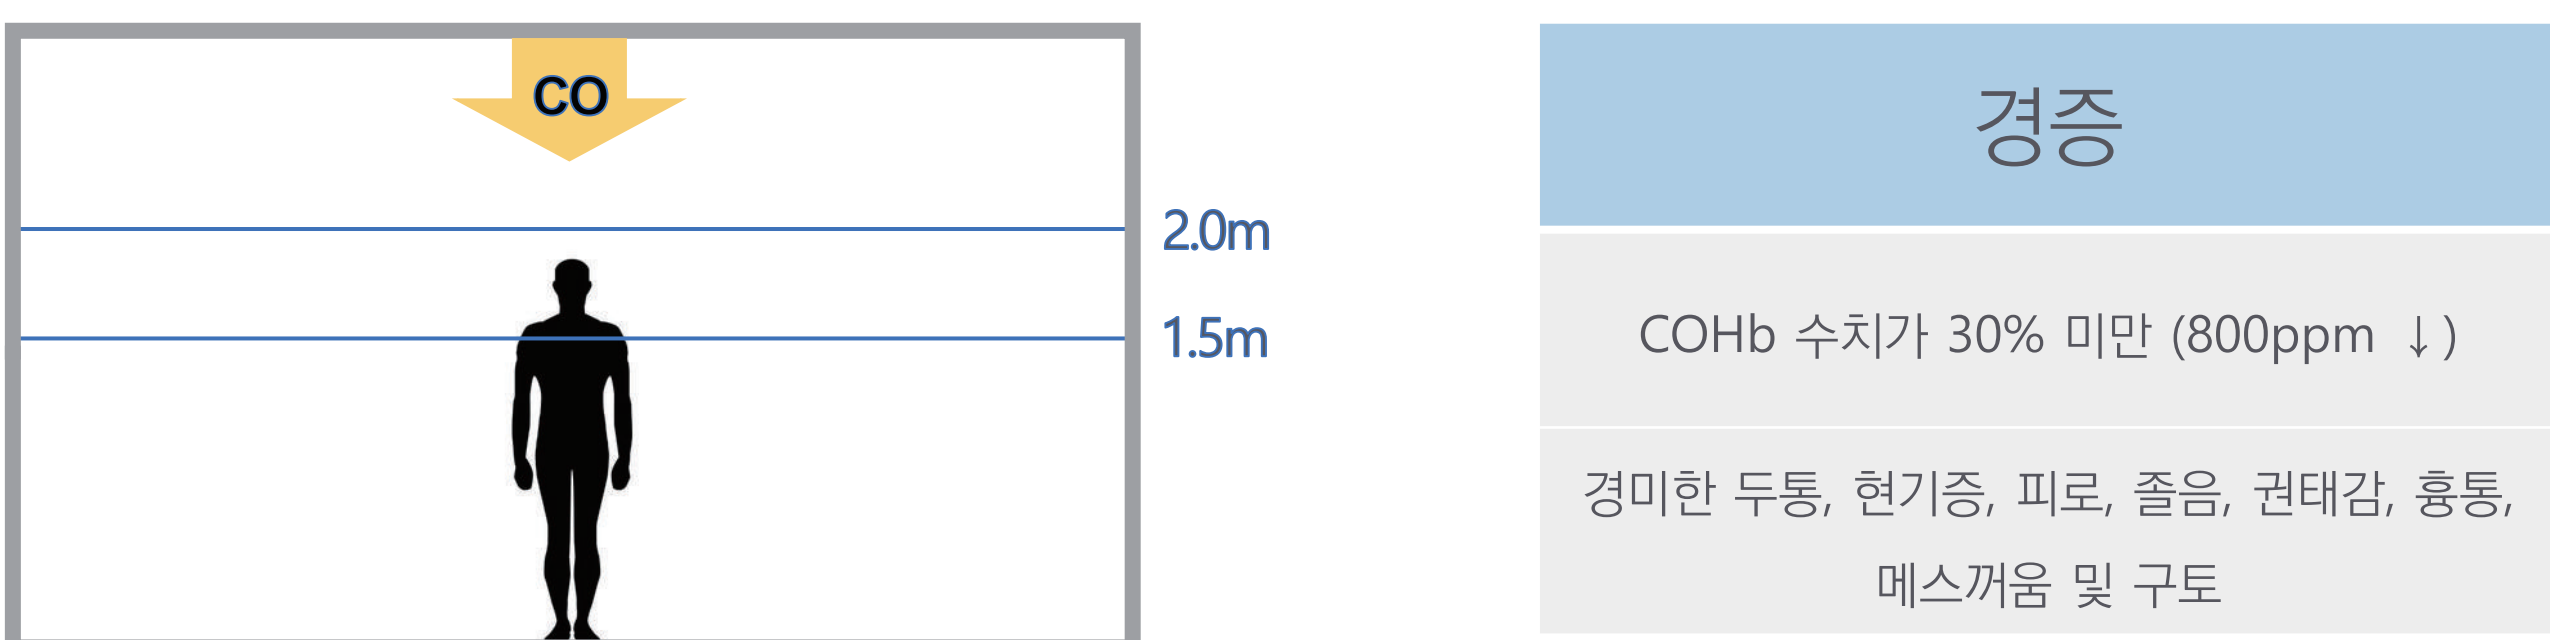 CO
2.0m
1.5m
경증
COHb 수치가 30% 미만 (800ppm ↓)
경미한 두통, 현기증, 피로, 졸음, 권태감, 흉통,
메스꺼움 및 구토